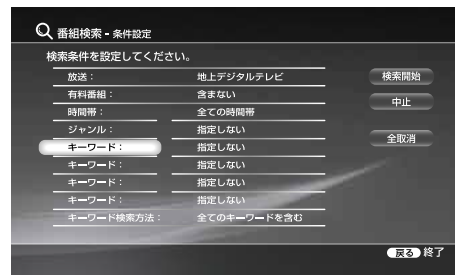 番組検索 - 条件設定
検索条件を設定してください。
放送： 地上デジタルテレビ
有料番組： 含まない
時間帯： 全ての時間帯
ジャンル： 指定しない
キーワード： 指定しない
キーワード： 指定しない
キーワード： 指定しない
キーワード： 指定しない
キーワード検索方法： 全てのキーワードを含む
検索開始
中止
全取消
戻る 終了